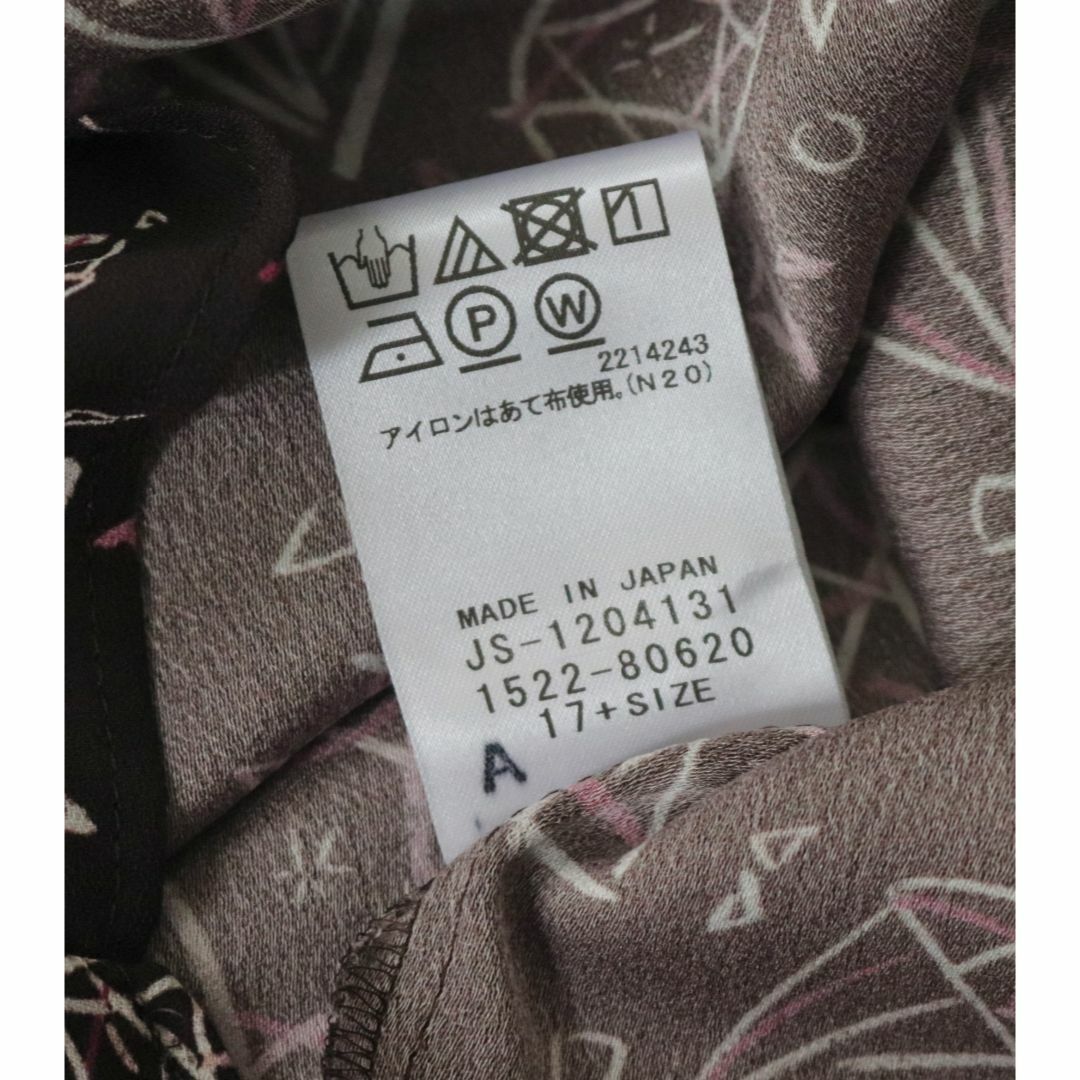 P W
2214243
アイロンはあて布使用。(N20)
MADE IN JAPAN
JS-1204131
1522-80620
17+SIZE
A